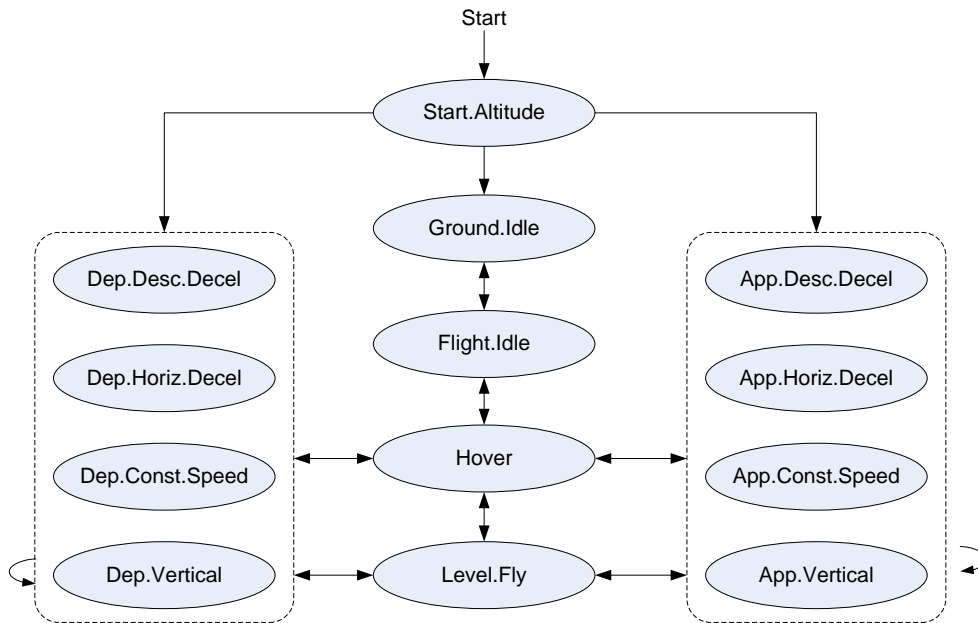 Start
Start.Altitude
Ground.Idle
Dep.Desc.Decel
App.Desc.Decel
Flight.Idle
Dep.Horiz.Decel
App.Horiz.Decel
Hover
Dep.Const.Speed
App.Const.Speed
Dep.Vertical
Level.Fly
App.Vertical